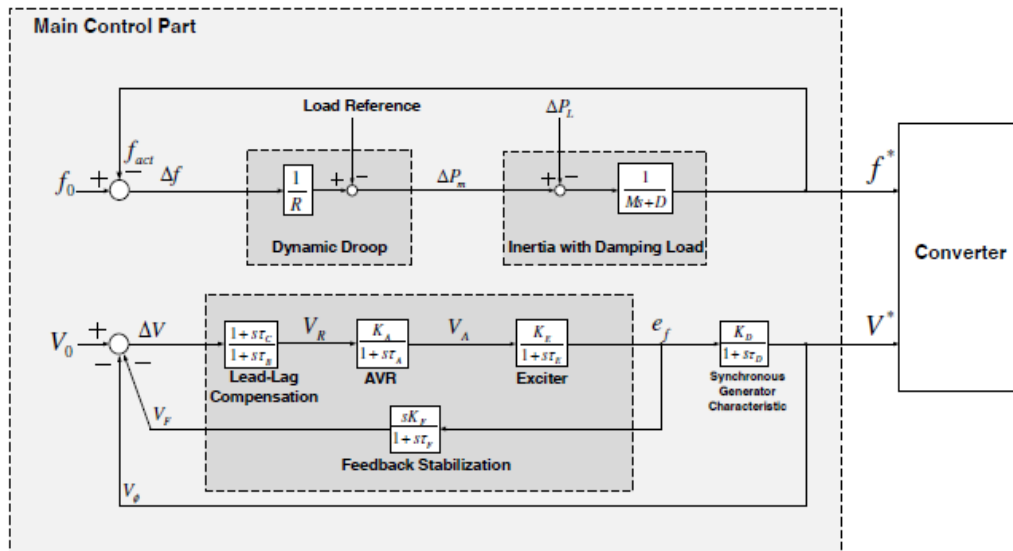 Main Control Part
Load Reference
ΔP_L
f_act
f_0 + − Δf
1/R
+ −
ΔP_m
+ −
1/(Ms+D)
f*
Dynamic Droop
Inertia with Damping Load
Converter
V_0 + − − ΔV
(1+sτ_C)/(1+sτ_B)
V_R
K_A/(1+sτ_A)
V_A
K_E/(1+sτ_E)
e_f
K_D/(1+sτ_D)
V*
Lead-Lag
Compensation
AVR
Exciter
Synchronous
Generator
Characteristic
V_F
sK_F/(1+sτ_F)
Feedback Stabilization
V_ϕ